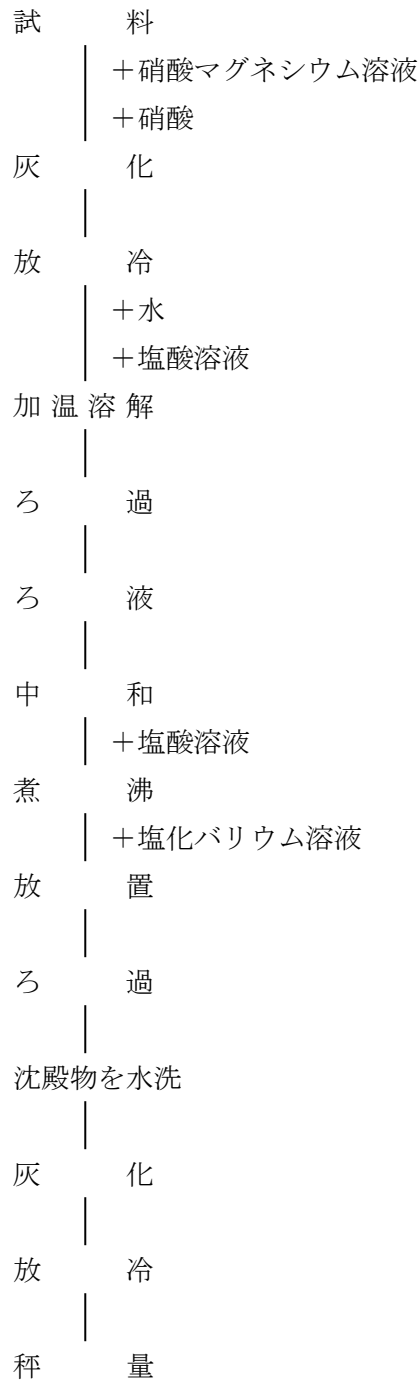 試料
＋硝酸マグネシウム溶液
＋硝酸
灰化
放冷
＋水
＋塩酸溶液
加温溶解
ろ過
ろ液
中和
＋塩酸溶液
煮沸
＋塩化バリウム溶液
放置
ろ過
沈殿物を水洗
灰化
放冷
秤量